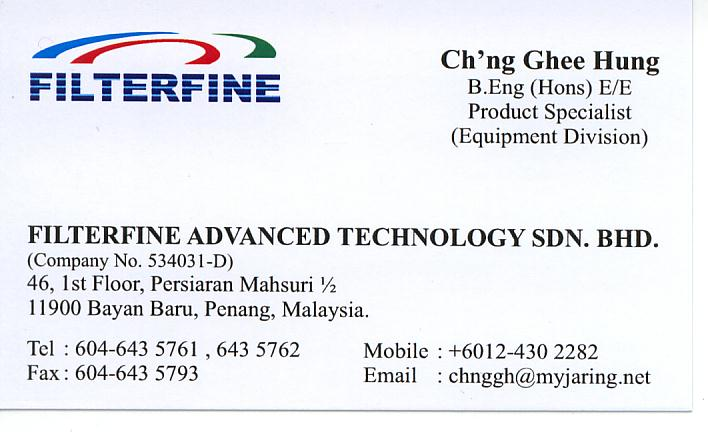 FILTERFINE
Ch'ng Ghee Hung
B.Eng (Hons) E/E
Product Specialist
(Equipment Division)
FILTERFINE ADVANCED TECHNOLOGY SDN. BHD.
(Company No. 534031-D)
46, 1st Floor, Persiaran Mahsuri ½
11900 Bayan Baru, Penang, Malaysia.
Tel : 604-643 5761 , 643 5762
Fax : 604-643 5793
Mobile : +6012-430 2282
Email : chnggh@myjaring.net